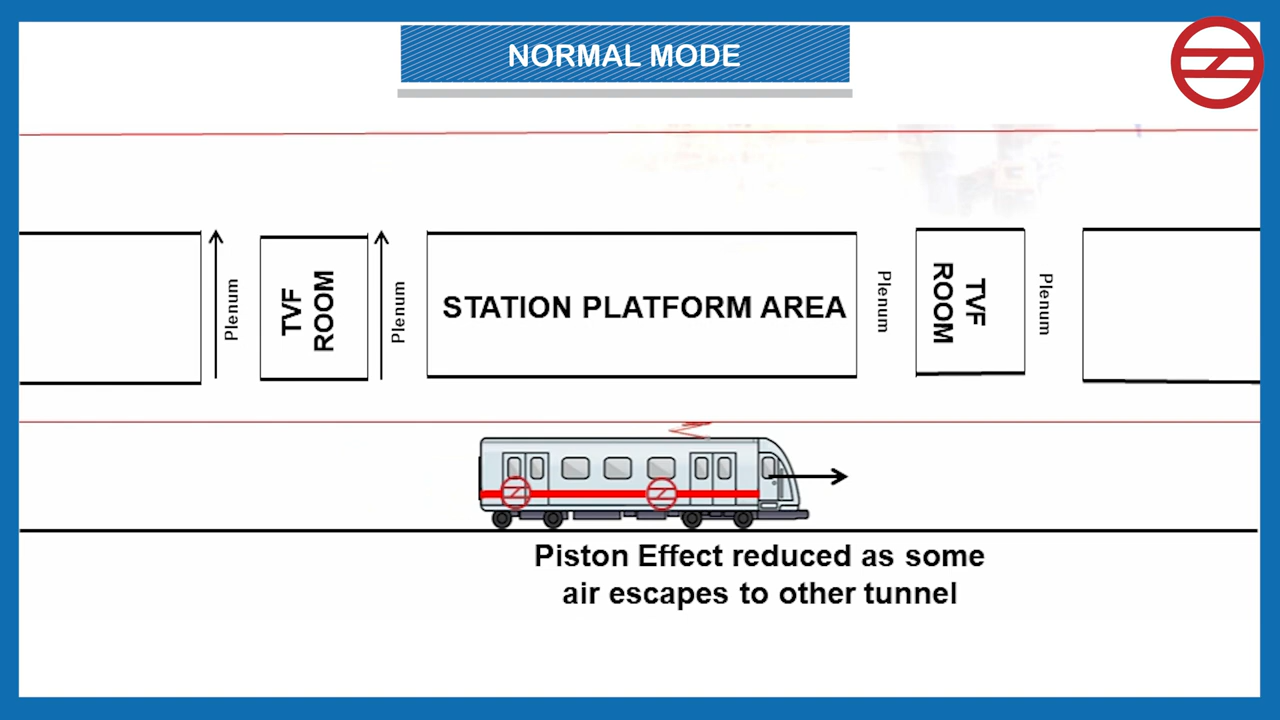 NORMAL MODE
Plenum
TVF
ROOM
Plenum
STATION PLATFORM AREA
Plenum
TVF
ROOM
Plenum
Piston Effect reduced as some
air escapes to other tunnel